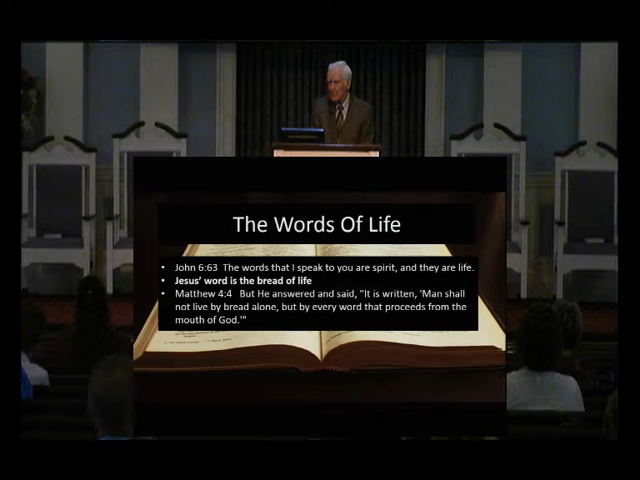 The Words Of Life
• John 6:63  The words that I speak to you are spirit, and they are life.
• Jesus' word is the bread of life
• Matthew 4:4   But He answered and said, "It is written, 'Man shall
not live by bread alone, but by every word that proceeds from the
mouth of God.'"